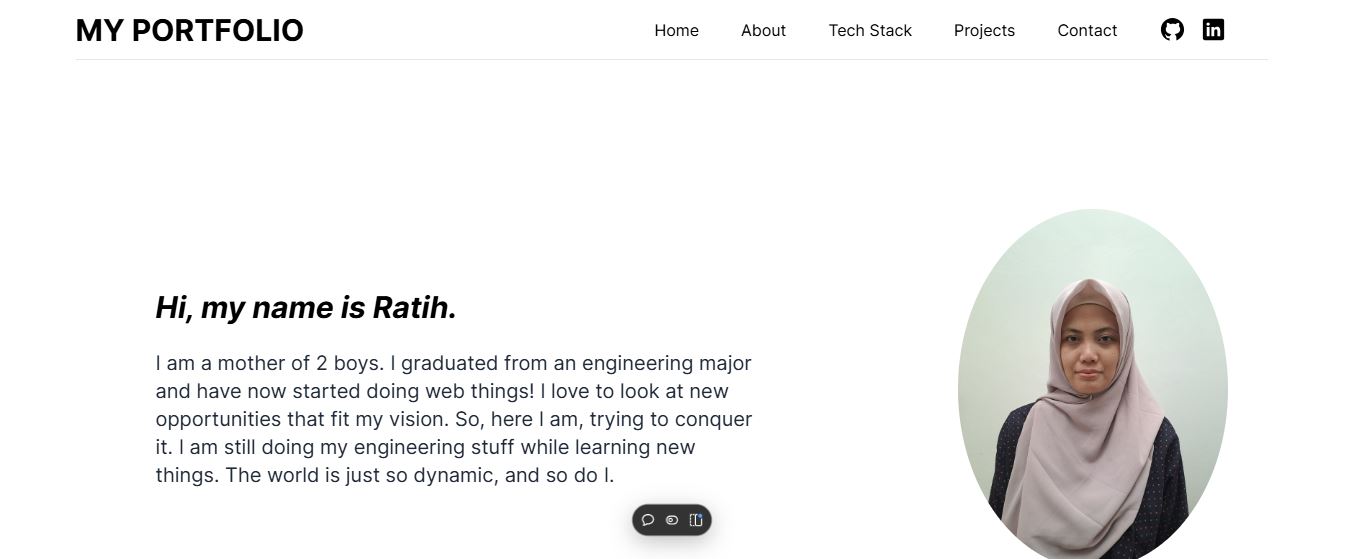 MY PORTFOLIO
Home About Tech Stack Projects Contact
Hi, my name is Ratih.
I am a mother of 2 boys. I graduated from an engineering major
and have now started doing web things! I love to look at new
opportunities that fit my vision. So, here I am, trying to conquer
it. I am still doing my engineering stuff while learning new
things. The world is just so dynamic, and so do I.